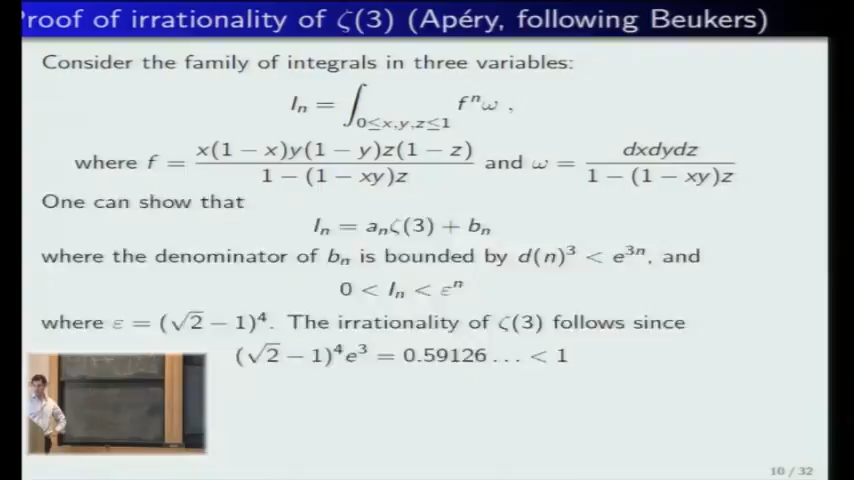 Proof of irrationality of ζ(3) (Apéry, following Beukers)
Consider the family of integrals in three variables:
I_n = ∫_{0≤x,y,z≤1} f^n ω ,
where f = x(1 − x)y(1 − y)z(1 − z) / 1 − (1 − xy)z and ω = dxdydz / 1 − (1 − xy)z
One can show that
I_n = a_n ζ(3) + b_n
where the denominator of b_n is bounded by d(n)^3 < e^{3n}, and
0 < I_n < ε^n
where ε = (√2 − 1)^4. The irrationality of ζ(3) follows since
(√2 − 1)^4 e^3 = 0.59126 . . . < 1
10 / 32